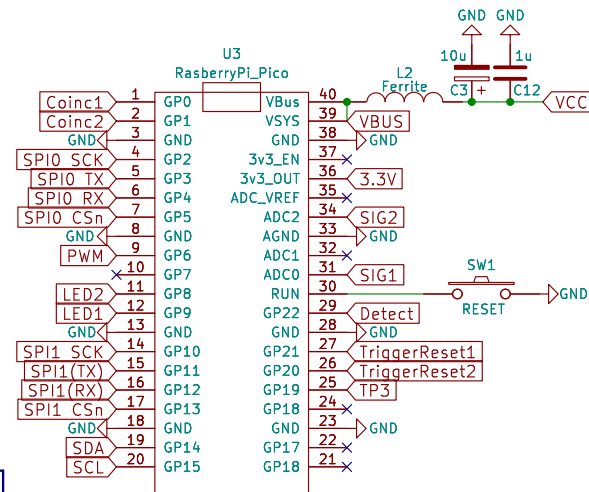 GND GND
U3
RasberryPi_Pico
10u 1u
L2
Ferrite
C3 + C12
VCC
Coinc1 1 GP0 VBus 40
Coinc2 2 GP1 VSYS 39 VBUS
GND 3 GND GND 38 GND
SPI0 SCK 4 GP2 3v3_EN 37
SPI0 TX 5 GP3 3v3_OUT 36 3.3V
SPI0 RX 6 GP4 ADC_VREF 35
SPI0 CSn 7 GP5 ADC2 34 SIG2
GND 8 GND AGND 33 GND
PWM 9 GP6 ADC1 32
10 GP7 ADC0 31 SIG1
SW1
LED2 11 GP8 RUN 30 GND
RESET
LED1 12 GP9 GP22 29 Detect
GND 13 GND GND 28 GND
SPI1 SCK 14 GP10 GP21 27 TriggerReset1
SPI1(TX) 15 GP11 GP20 26 TriggerReset2
SPI1(RX) 16 GP12 GP19 25 TP3
SPI1 CSn 17 GP13 GP18 24
GND 18 GND GND 23 GND
SDA 19 GP14 GP17 22
SCL 20 GP15 GP18 21